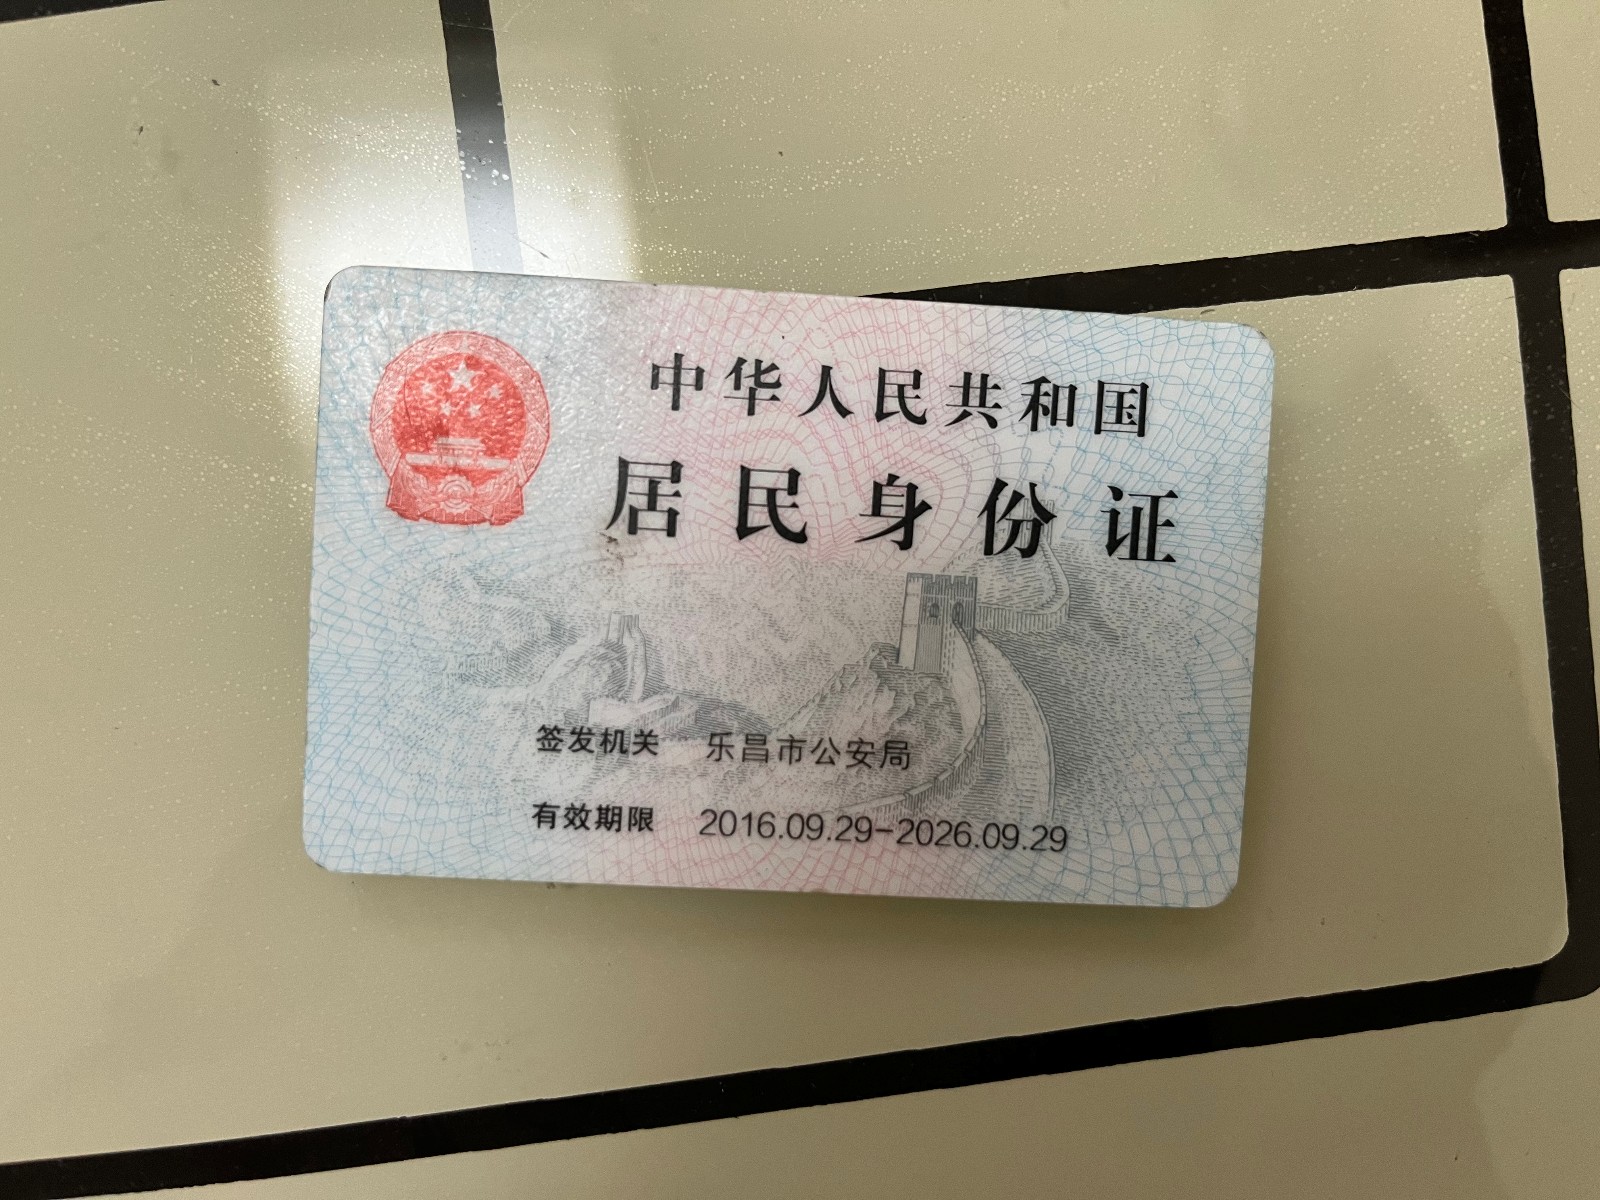 中华人民共和国
居民身份证
签发机关 乐昌市公安局
有效期限 2016.09.29-2026.09.29